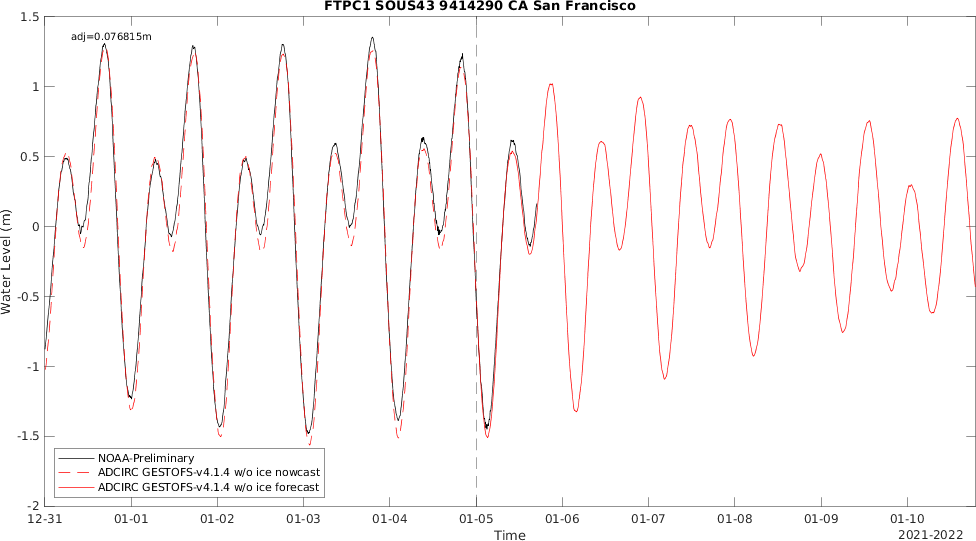 FTPC1 SOUS43 9414290 CA San Francisco
adj=0.076815m
1.5
1
0.5
0
-0.5
-1
-1.5
-2
Water Level (m)
NOAA-Preliminary
ADCIRC GESTOFS-v4.1.4 w/o ice nowcast
ADCIRC GESTOFS-v4.1.4 w/o ice forecast
12-31 01-01 01-02 01-03 01-04 01-05 01-06 01-07 01-08 01-09 01-10
Time
2021-2022